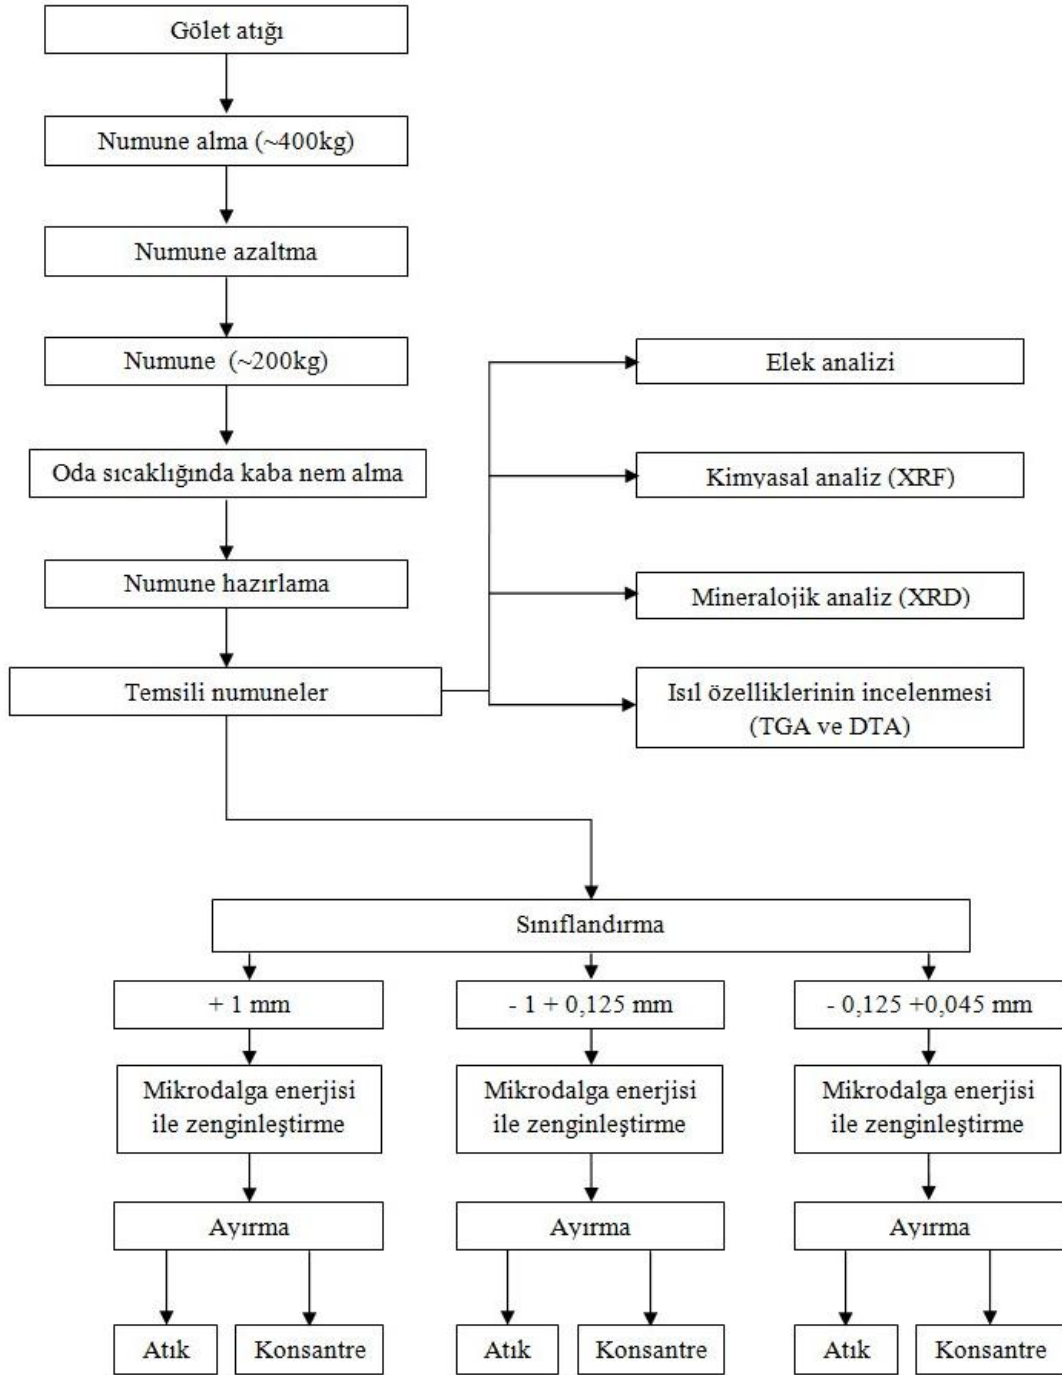 Gölet atığı
Numune alma (~400kg)
Numune azaltma
Numune (~200kg)
Oda sıcaklığında kaba nem alma
Numune hazırlama
Temsili numuneler
Elek analizi
Kimyasal analiz (XRF)
Mineralojik analiz (XRD)
Isıl özelliklerinin incelenmesi
(TGA ve DTA)
Sınıflandırma
+ 1 mm
- 1 + 0,125 mm
- 0,125 +0,045 mm
Mikrodalga enerjisi
ile zenginleştirme
Mikrodalga enerjisi
ile zenginleştirme
Mikrodalga enerjisi
ile zenginleştirme
Ayırma
Ayırma
Ayırma
Atık
Konsantre
Atık
Konsantre
Atık
Konsantre